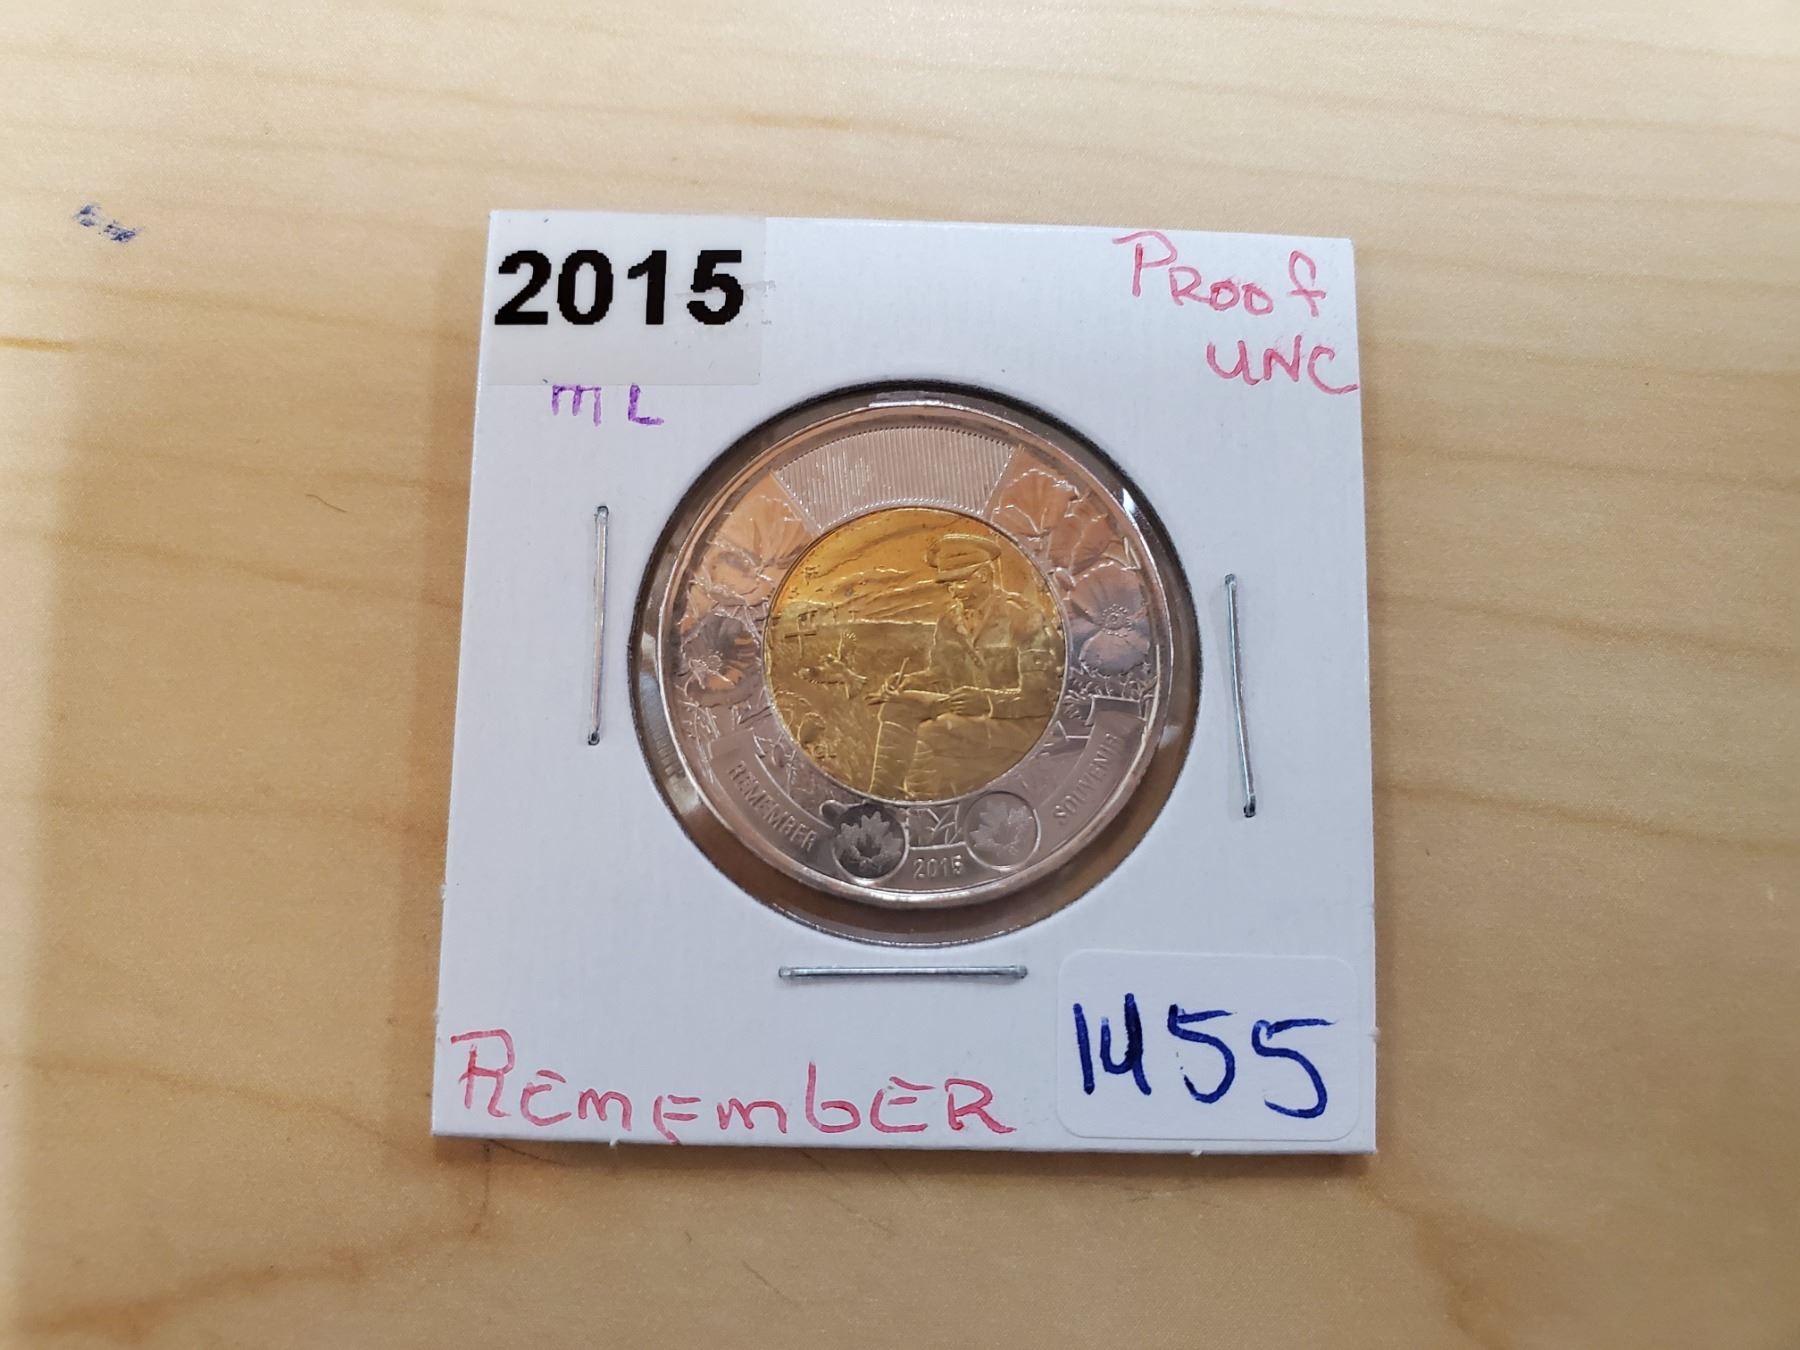 2015
Proof
UNC
ML
REMEMBER
2015
SOUVENIR
REmEmbER
1455